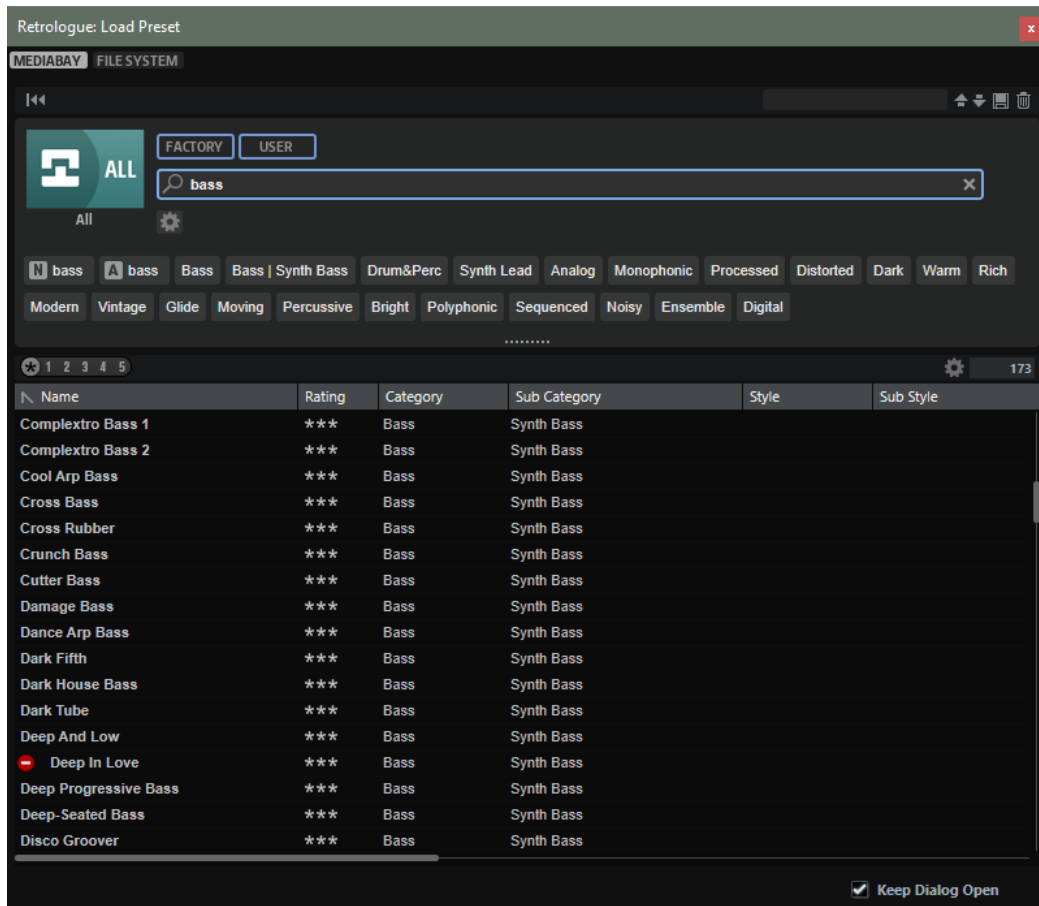 Retrologue: Load Preset x
MEDIABAY FILE SYSTEM
ALL
All
FACTORY USER
bass
N bass A bass Bass Bass | Synth Bass Drum&Perc Synth Lead Analog Monophonic Processed Distorted Dark Warm Rich
Modern Vintage Glide Moving Percussive Bright Polyphonic Sequenced Noisy Ensemble Digital
1 2 3 4 5 173
Name Rating Category Sub Category Style Sub Style
Complextro Bass 1 *** Bass Synth Bass
Complextro Bass 2 *** Bass Synth Bass
Cool Arp Bass *** Bass Synth Bass
Cross Bass *** Bass Synth Bass
Cross Rubber *** Bass Synth Bass
Crunch Bass *** Bass Synth Bass
Cutter Bass *** Bass Synth Bass
Damage Bass *** Bass Synth Bass
Dance Arp Bass *** Bass Synth Bass
Dark Fifth *** Bass Synth Bass
Dark House Bass *** Bass Synth Bass
Dark Tube *** Bass Synth Bass
Deep And Low *** Bass Synth Bass
Deep In Love *** Bass Synth Bass
Deep Progressive Bass *** Bass Synth Bass
Deep-Seated Bass *** Bass Synth Bass
Disco Groover *** Bass Synth Bass
Keep Dialog Open